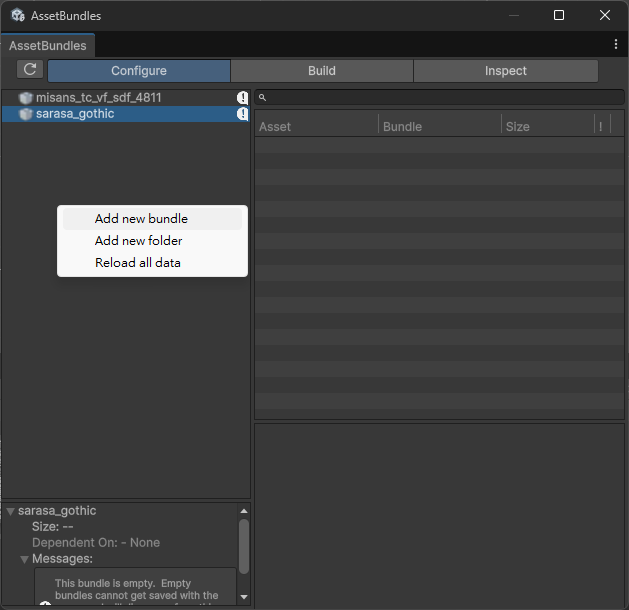 AssetBundles
AssetBundles
Configure Build Inspect
misans_tc_vf_sdf_4811
sarasa_gothic
Asset Bundle Size !
Add new bundle
Add new folder
Reload all data
sarasa_gothic
Size: --
Dependent On: - None
Messages:
This bundle is empty. Empty
bundles cannot get saved with the